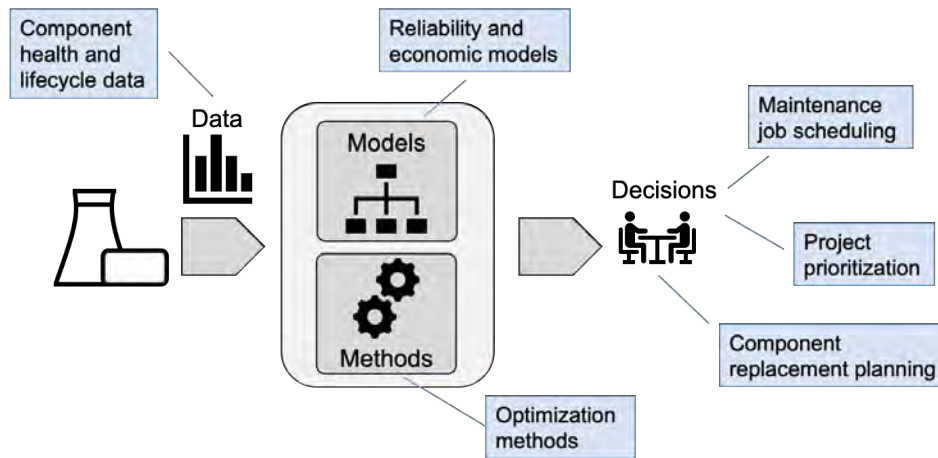 Component
health and
lifecycle data
Reliability and
economic models
Data
Models
Methods
Optimization
methods
Decisions
Maintenance
job scheduling
Project
prioritization
Component
replacement planning